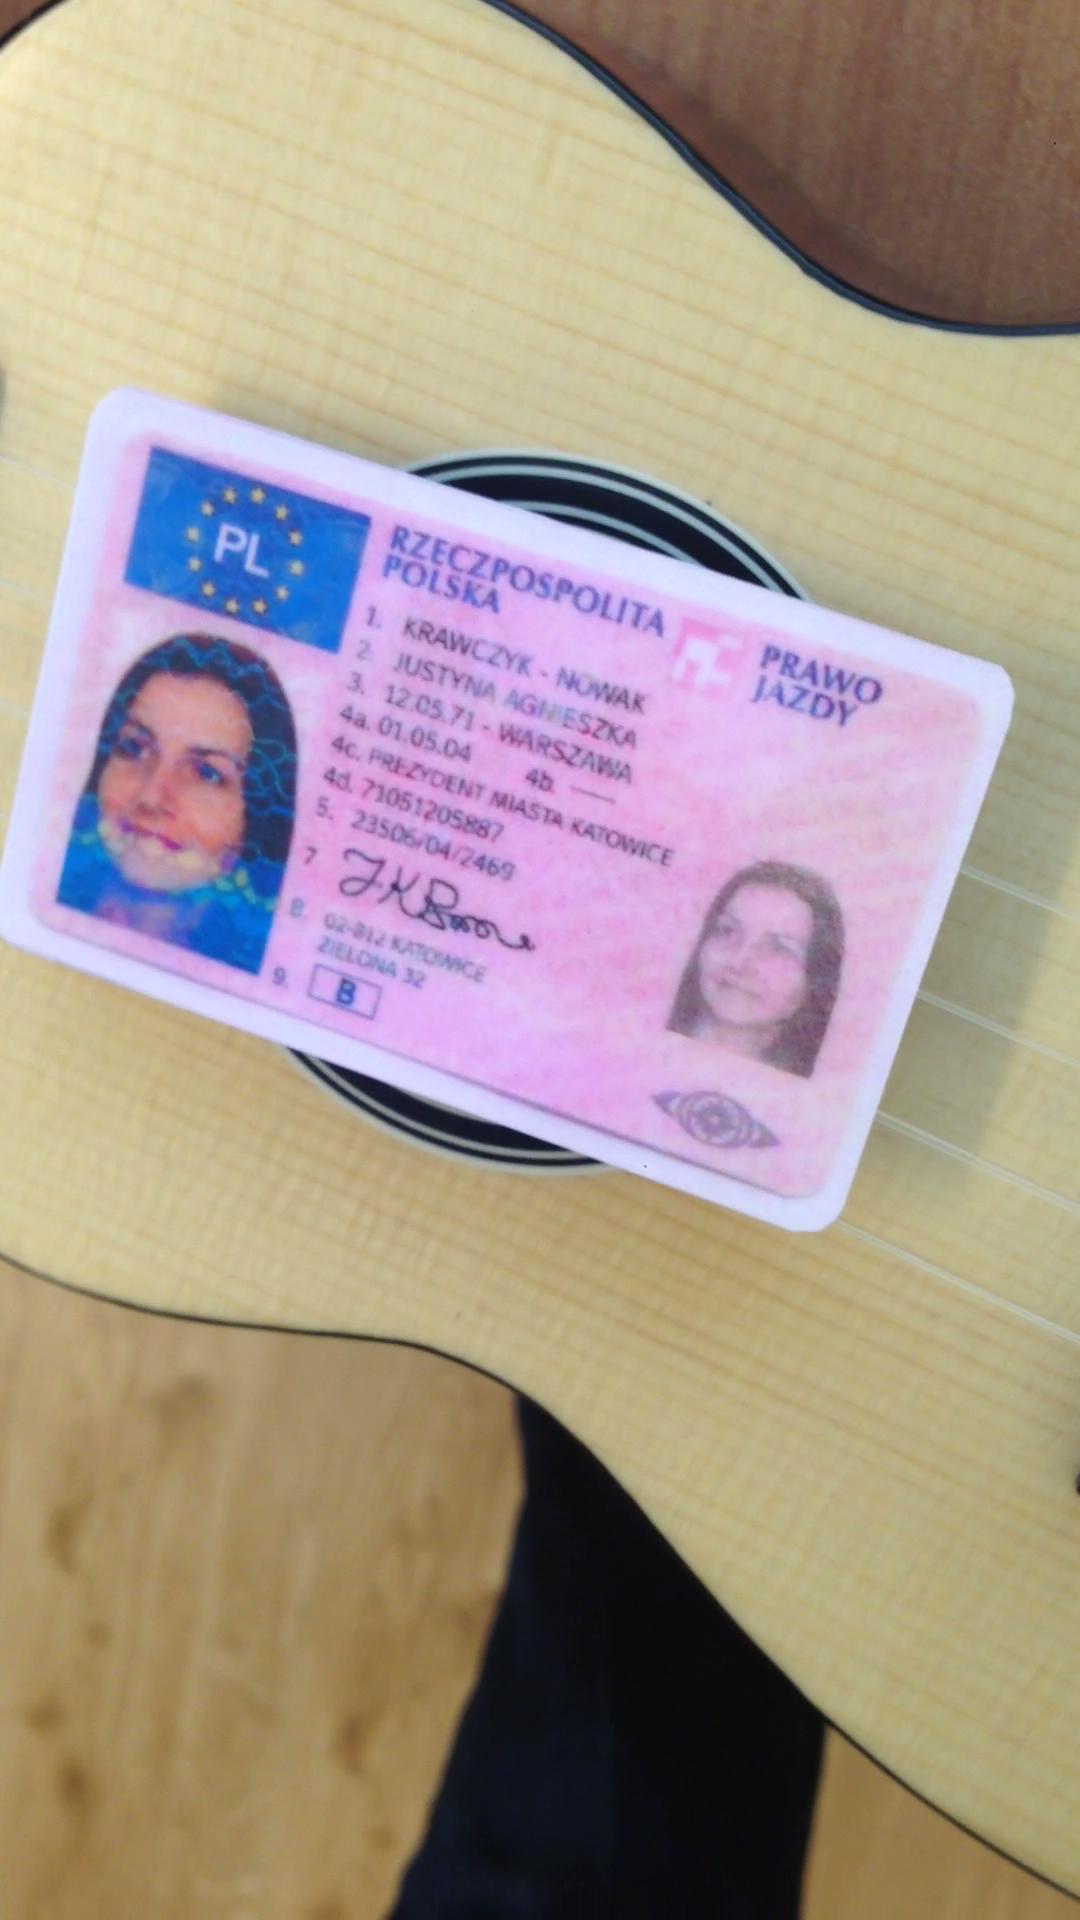 PL
RZECZPOSPOLITA
POLSKA
PRAWO
JAZDY
1. KRAWCZYK - NOWAK
2. JUSTYNA AGNIESZKA
3. 12.05.71 - WARSZAWA
4a. 01.05.04 4b. —
4c. PREZYDENT MIASTA KATOWICE
4d. 71051205887
5. 23506/04/2469
7
8. 02-812 KATOWICE
ZIELONA 32
9. B